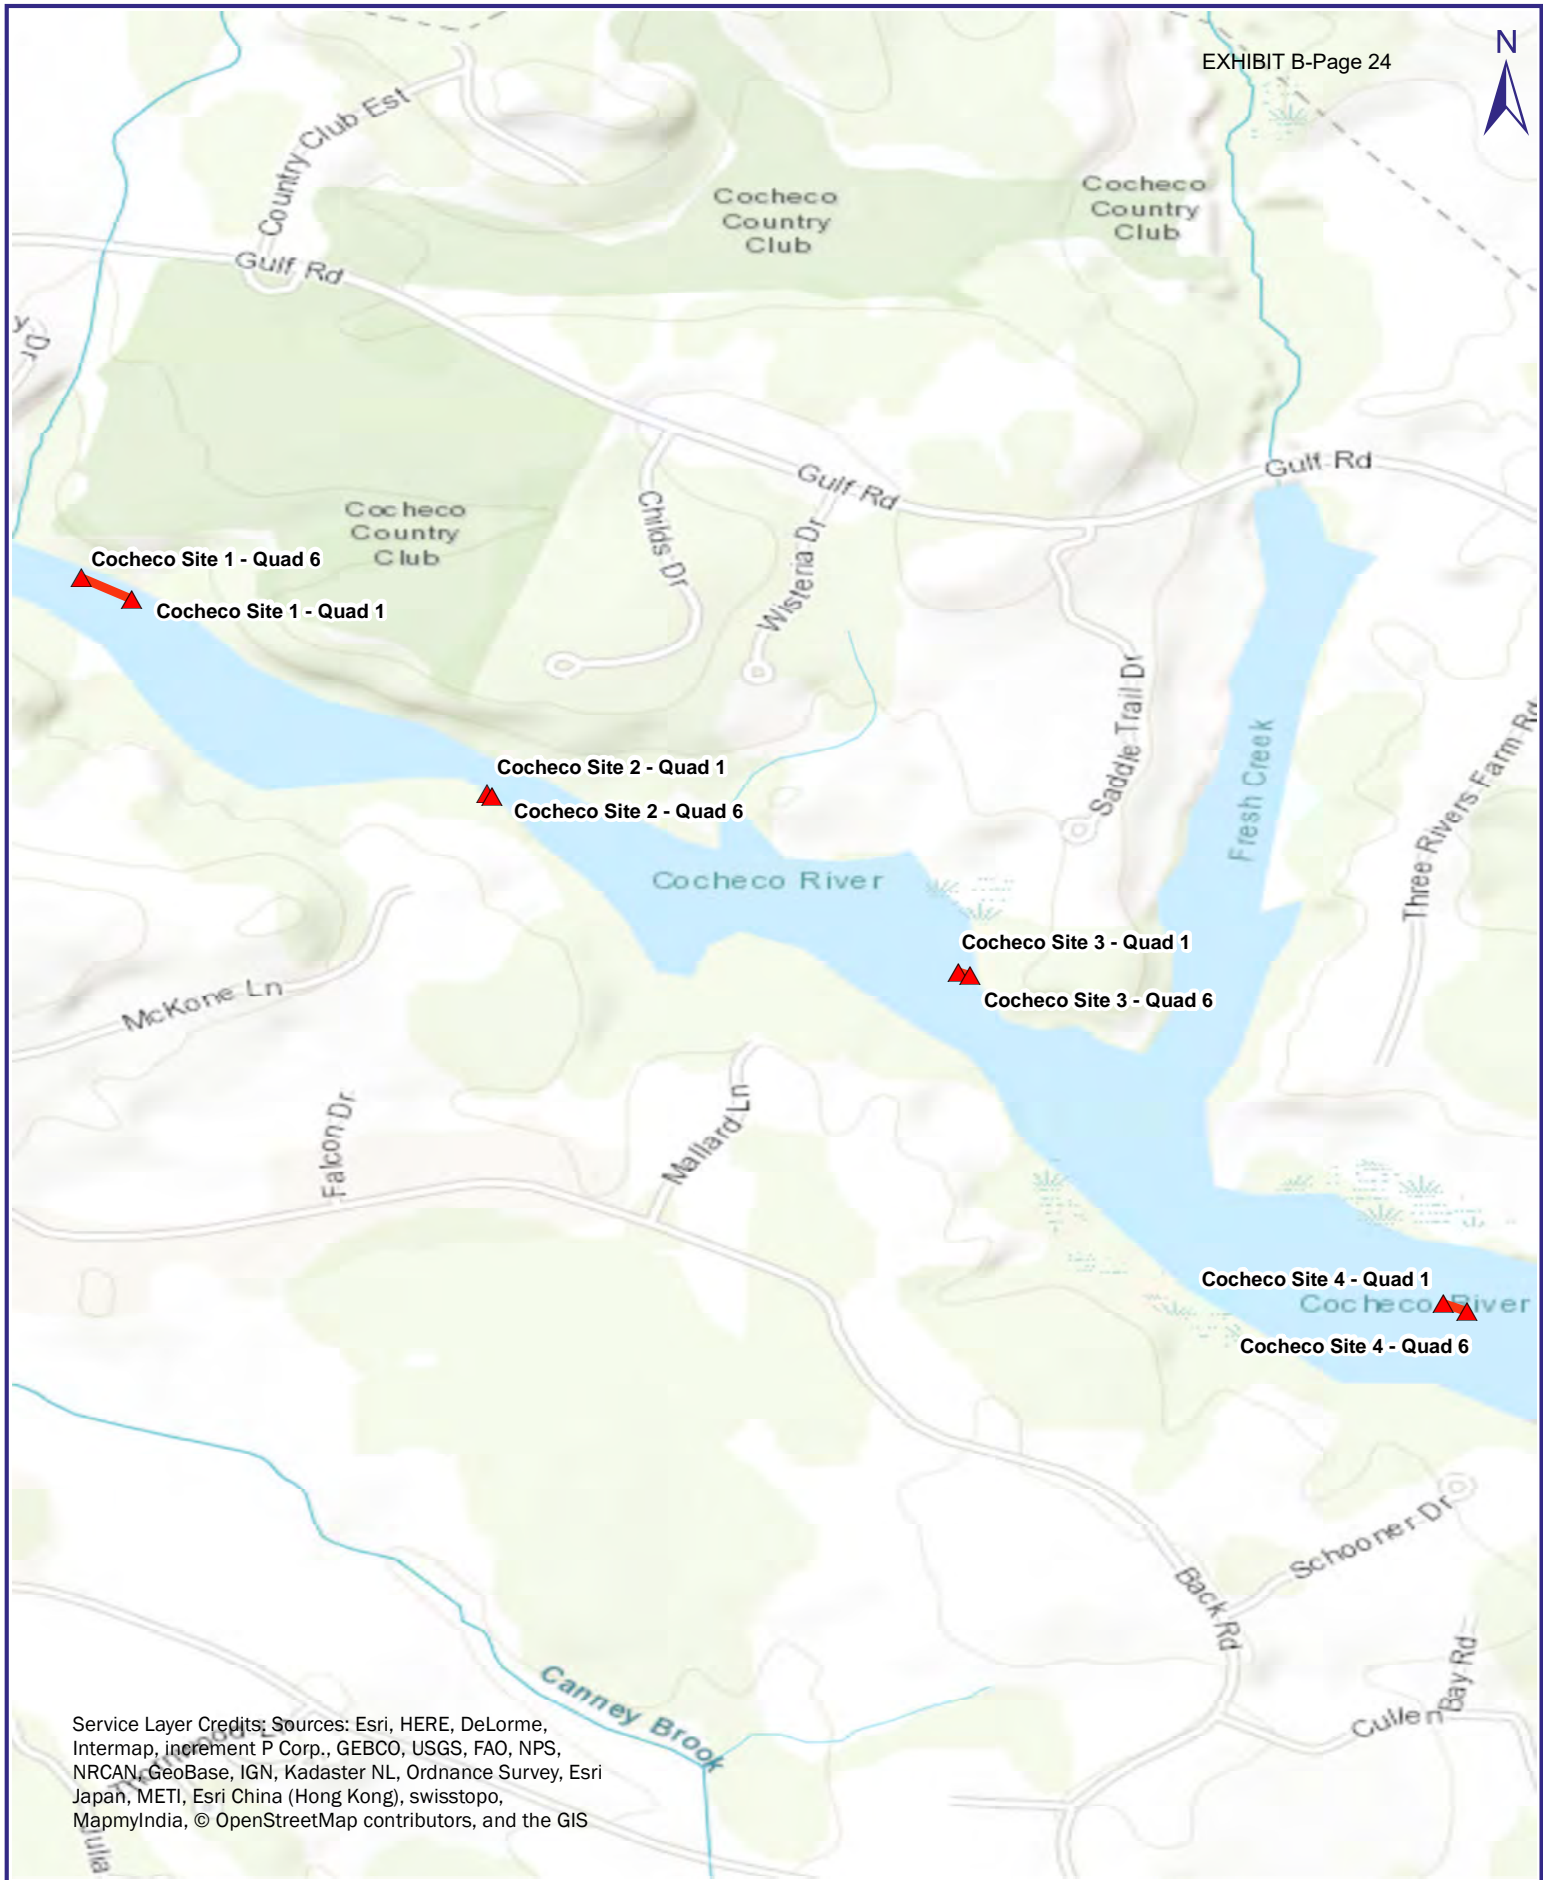 EXHIBIT B-Page 24
N
Country Club Est
Cocheco
Country
Club
Cocheco
Country
Club
Gulf Rd
y Dr
Gulf Rd
Gulf Rd
Cocheco
Country
Club
Childs Dr
Wisteria Dr
Cocheco Site 1 - Quad 6
Cocheco Site 1 - Quad 1
Saddle Trail Dr
Fresh Creek
Three Rivers Farm Rd
Cocheco Site 2 - Quad 1
Cocheco Site 2 - Quad 6
Cocheco River
Cocheco Site 3 - Quad 1
Cocheco Site 3 - Quad 6
McKone Ln
Falcon Dr
Mallard Ln
Cocheco Site 4 - Quad 1
Cocheco River
Cocheco Site 4 - Quad 6
Schooner Dr
Back Rd
Cullen Bay Rd
Canney Brook
Service Layer Credits: Sources: Esri, HERE, DeLorme,
Intermap, increment P Corp., GEBCO, USGS, FAO, NPS,
NRCAN, GeoBase, IGN, Kadaster NL, Ordnance Survey, Esri
Japan, METI, Esri China (Hong Kong), swisstopo,
MapmyIndia, © OpenStreetMap contributors, and the GIS
Julia